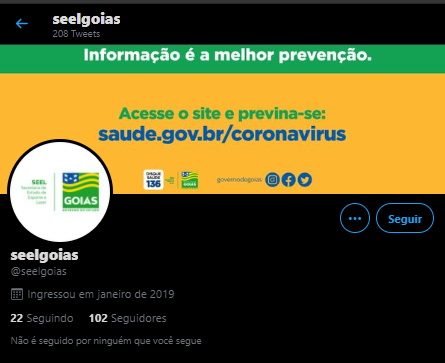 seelgoias
208 Tweets
Informação é a melhor prevenção.
Acesse o site e previna-se:
saude.gov.br/coronavirus
DISQUE
SAÚDE
136
GOIÁS
governodogoias
SEEL
Secretaria de
Estado de
Esporte e
Lazer
GOIÁS
Seguir
seelgoias
@seelgoias
Ingressou em janeiro de 2019
22 Seguindo 102 Seguidores
Não é seguido por ninguém que você segue